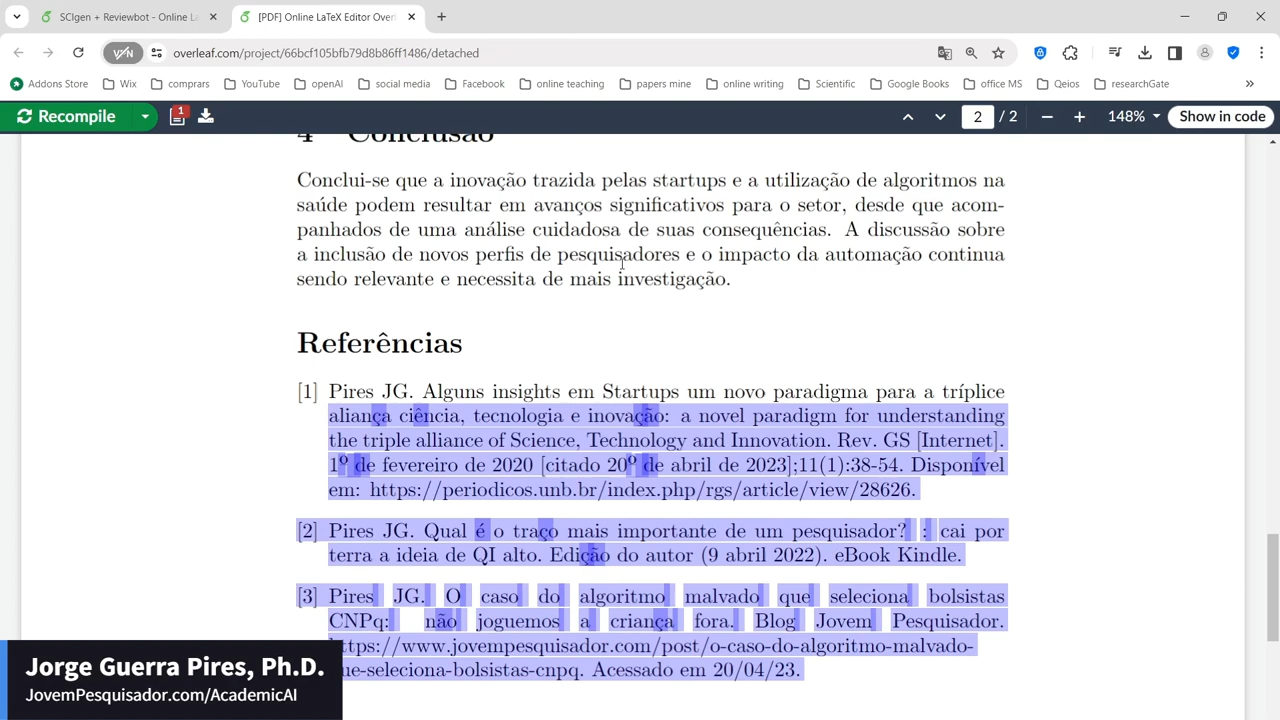 SCIgen + Reviewbot - Online La
[PDF] Online LaTeX Editor Overl
overleaf.com/project/66bcf105bfb79d8b86ff1486/detached
Addons Store
Wix
comprars
YouTube
openAI
social media
Facebook
online teaching
papers mine
online writing
Scientific
Google Books
office MS
Qeios
researchGate
Recompile
1
2 / 2
148%
Show in code
4 Conclusão
Conclui-se que a inovação trazida pelas startups e a utilização de algoritmos na
saúde podem resultar em avanços significativos para o setor, desde que acom-
panhados de uma análise cuidadosa de suas consequências. A discussão sobre
a inclusão de novos perfis de pesquisadores e o impacto da automação continua
sendo relevante e necessita de mais investigação.
Referências
[1] Pires JG. Alguns insights em Startups um novo paradigma para a tríplice
aliança ciência, tecnologia e inovação: a novel paradigm for understanding
the triple alliance of Science, Technology and Innovation. Rev. GS [Internet].
1º de fevereiro de 2020 [citado 20º de abril de 2023];11(1):38-54. Disponível
em: https://periodicos.unb.br/index.php/rgs/article/view/28626.
[2] Pires JG. Qual é o traço mais importante de um pesquisador? : cai por
terra a ideia de QI alto. Edição do autor (9 abril 2022). eBook Kindle.
[3] Pires JG. O caso do algoritmo malvado que seleciona bolsistas
CNPq: não joguemos a criança fora. Blog Jovem Pesquisador.
https://www.jovempesquisador.com/post/o-caso-do-algoritmo-malvado-
que-seleciona-bolsistas-cnpq. Acessado em 20/04/23.
Jorge Guerra Pires, Ph.D.
JovemPesquisador.com/AcademicAI